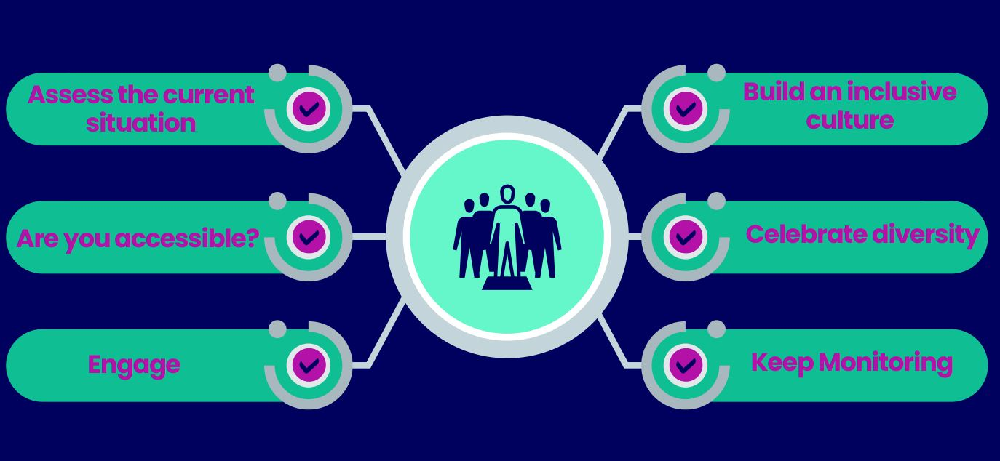 Assess the current
situation
Are you accessible?
Engage
Build an inclusive
culture
Celebrate diversity
Keep Monitoring